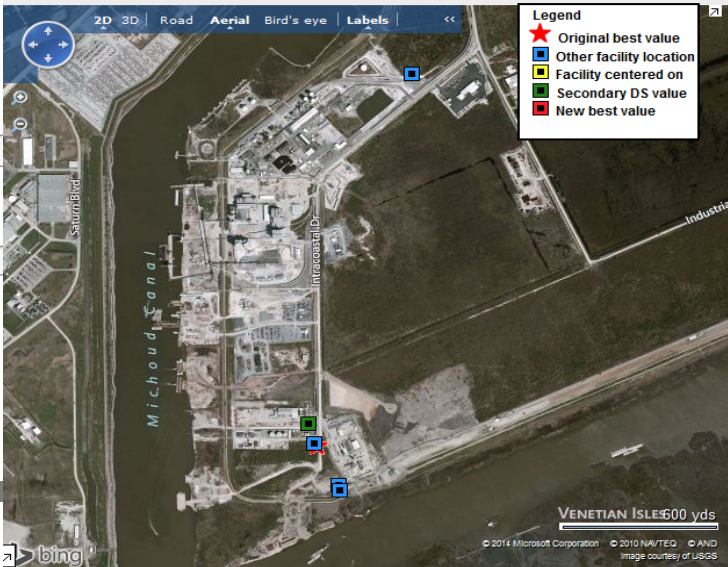 2D 3D | Road Aerial Bird's eye | Labels | <<
Legend
Original best value
Other facility location
Facility centered on
Secondary DS value
New best value
Saturn Blvd
Michoud Canal
Intracoastal Dr
Industria
VENETIAN ISLES
600 yds
© 2014 Microsoft Corporation © 2010 NAVTEQ © AND
Image courtesy of USGS
bing